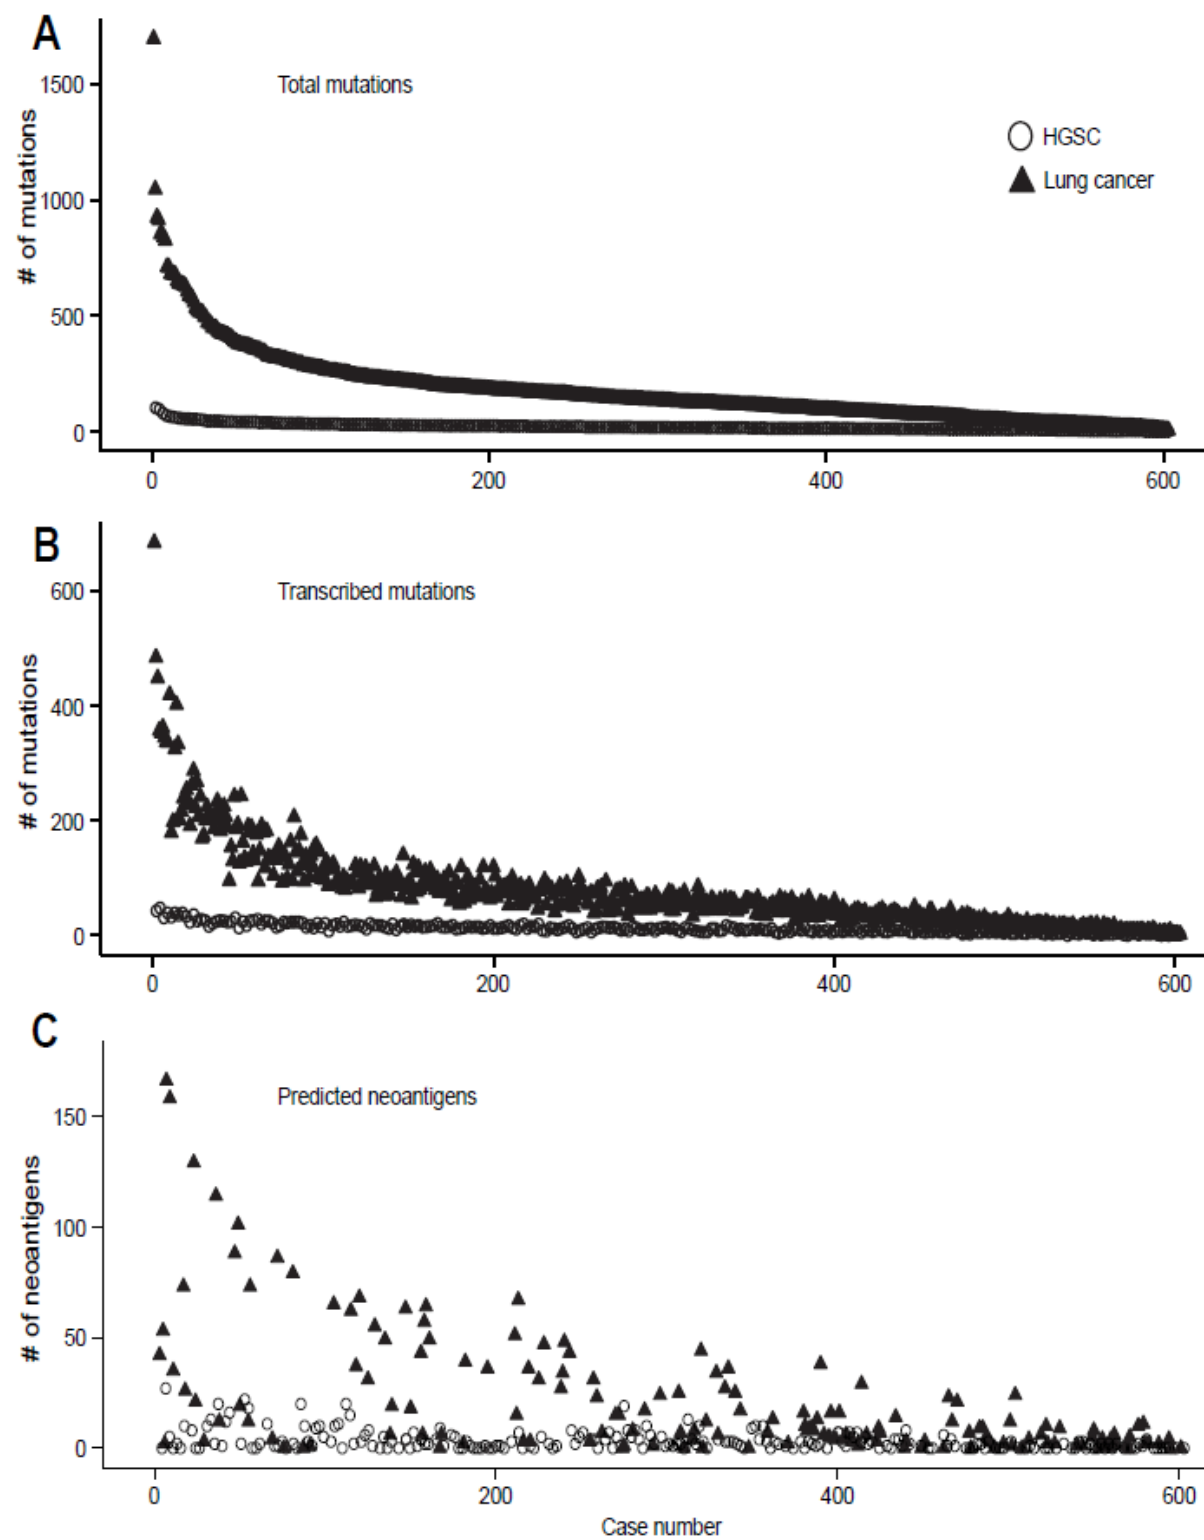 A
Total mutations
HGSC
Lung cancer
# of mutations
1500
1000
500
0
0 200 400 600
B
Transcribed mutations
# of mutations
600
400
200
0
0 200 400 600
C
Predicted neoantigens
# of neoantigens
150
100
50
0
0 200 400 600
Case number